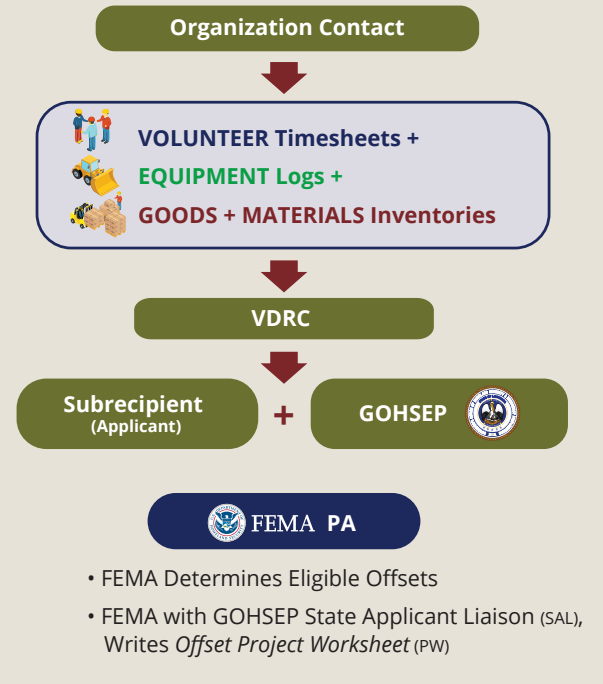 Organization Contact
VOLUNTEER Timesheets +
EQUIPMENT Logs +
GOODS + MATERIALS Inventories
VDRC
Subrecipient
(Applicant)
+
GOHSEP
FEMA PA
• FEMA Determines Eligible Offsets
• FEMA with GOHSEP State Applicant Liaison (SAL),
Writes Offset Project Worksheet (PW)